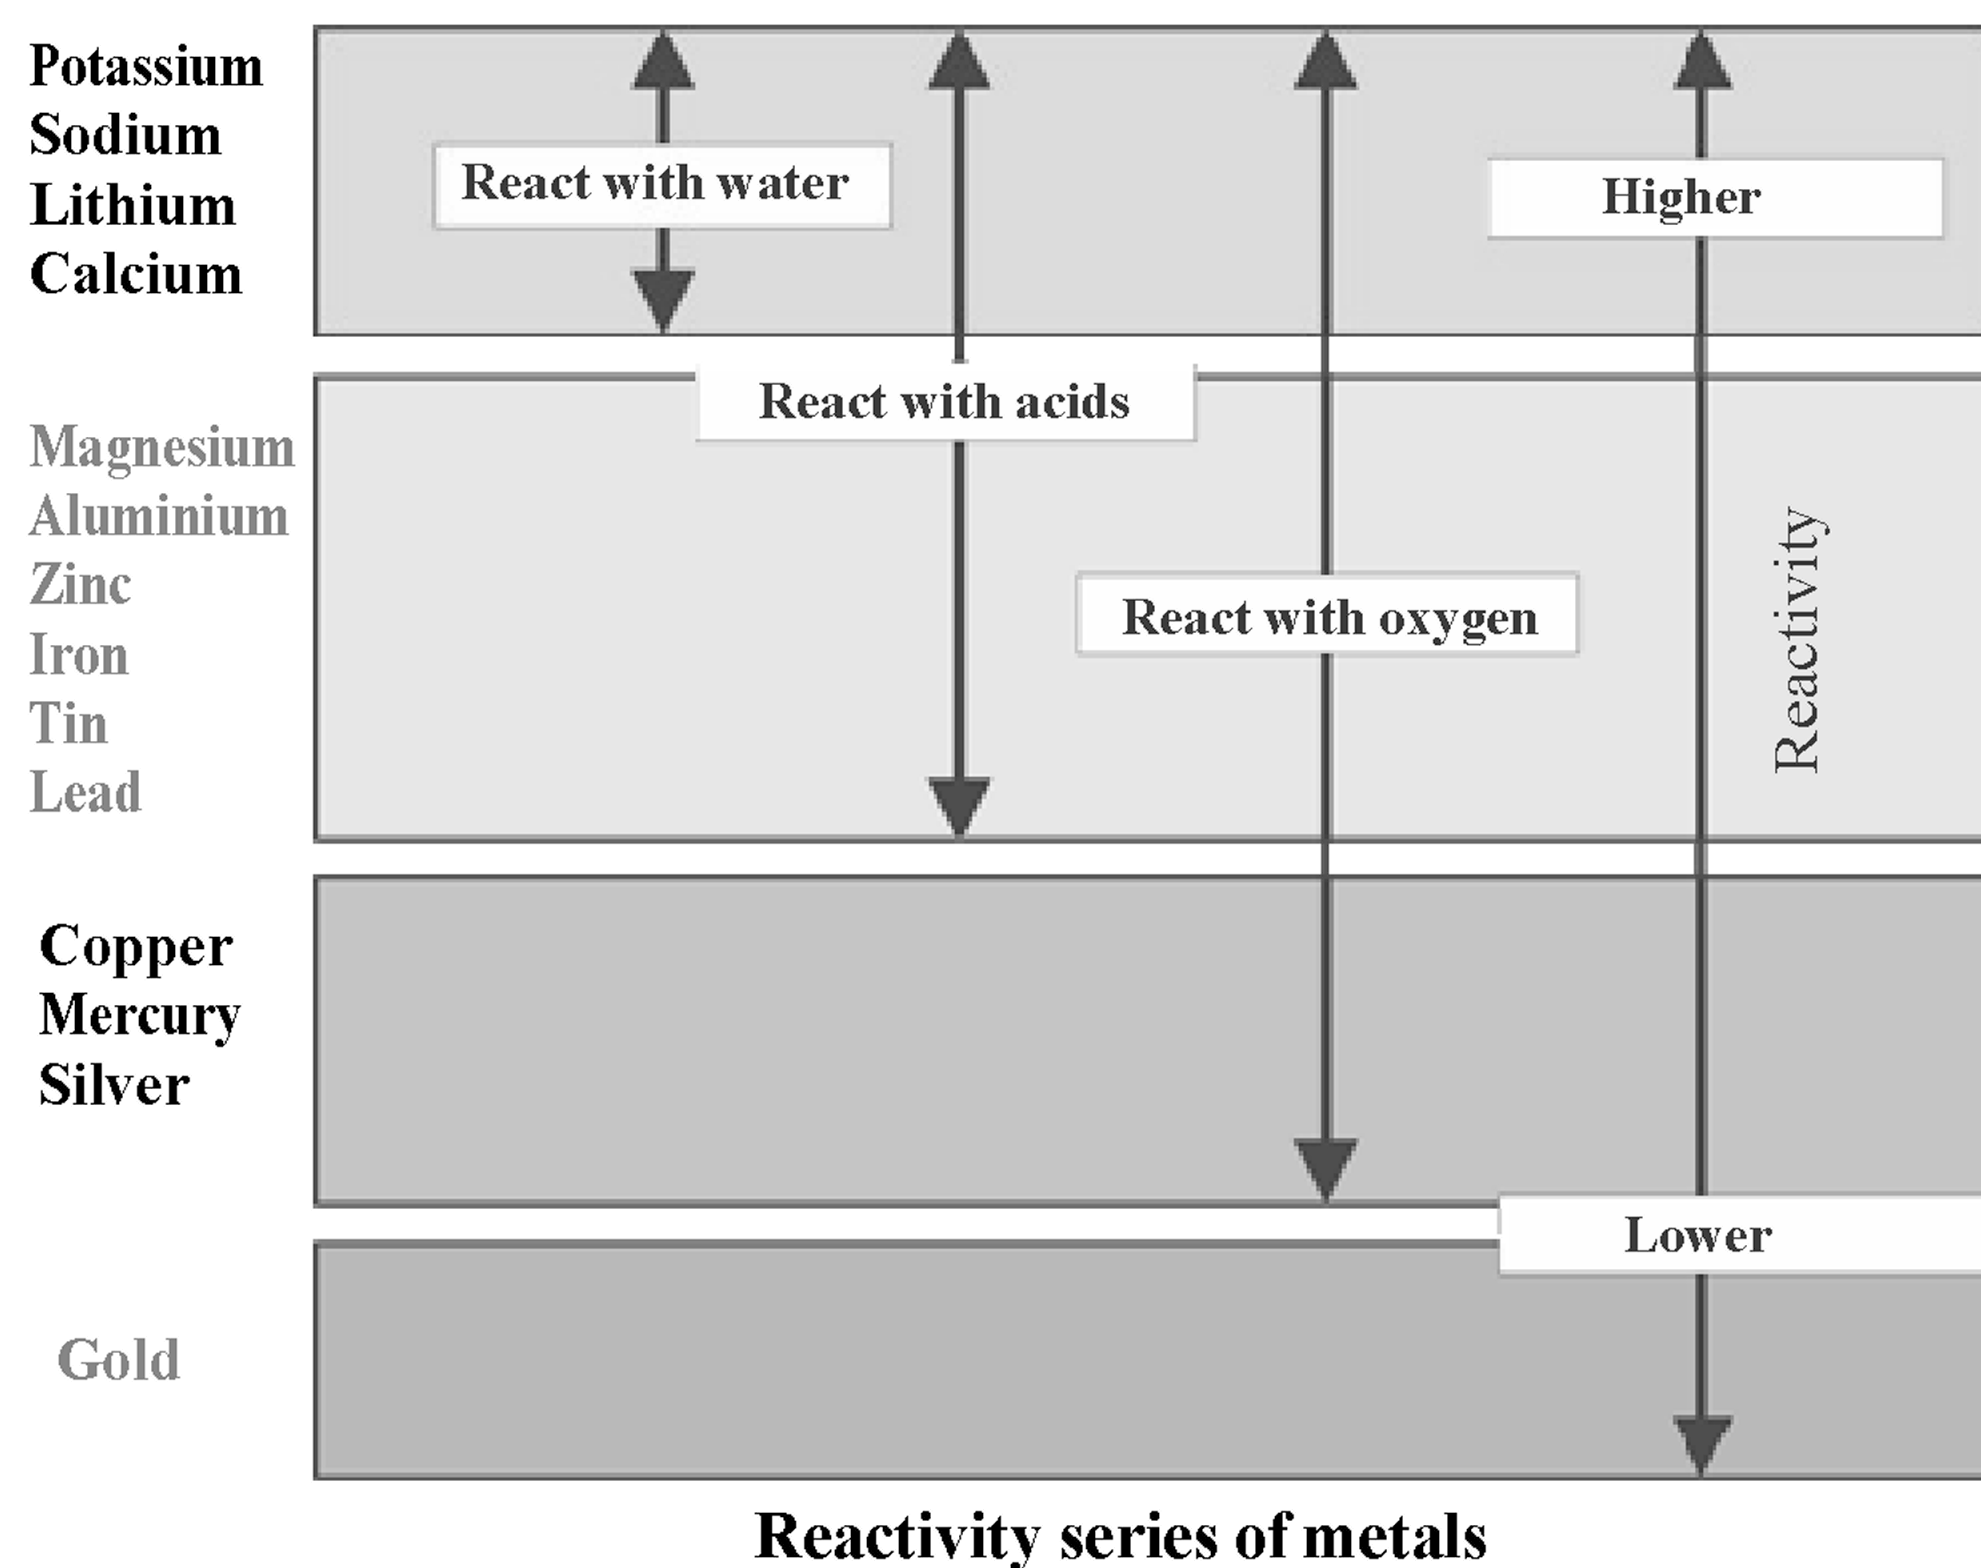 Potassium
Sodium
Lithium
Calcium
React with water
Higher
React with acids
Magnesium
Aluminium
Zinc
Iron
Tin
Lead
React with oxygen
Reactivity
Copper
Mercury
Silver
Lower
Gold
Reactivity series of metals